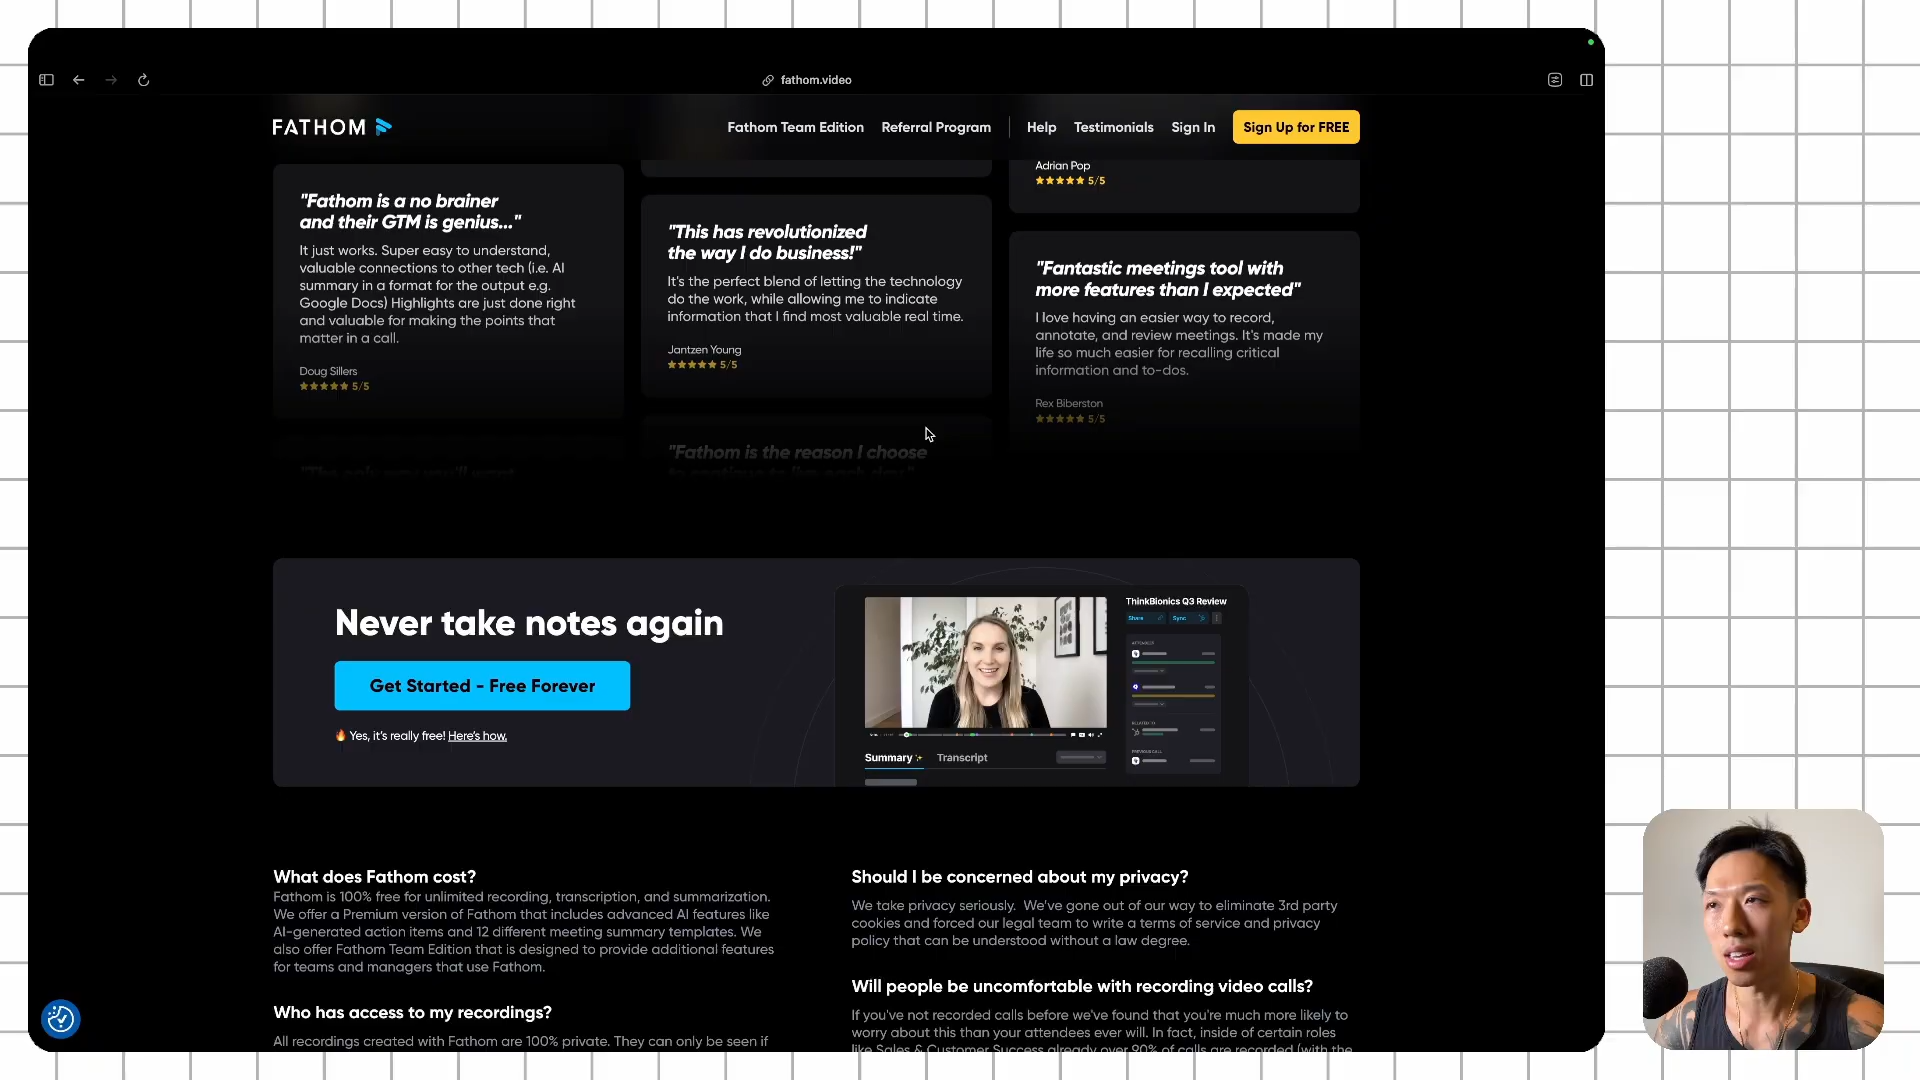 fathom.video
FATHOM
Fathom Team Edition
Referral Program
Help
Testimonials
Sign In
Sign Up for FREE
"Fathom is a no brainer
and their GTM is genius..."
It just works. Super easy to understand,
valuable connections to other tech (i.e. AI
summary in a format for the output e.g.
Google Docs) Highlights are just done right
and valuable for making the points that
matter in a call.
Doug Sillers
5/5
"This has revolutionized
the way I do business!"
It's the perfect blend of letting the technology
do the work, while allowing me to indicate
information that I find most valuable real time.
Jantzen Young
5/5
"Fathom is the reason I choose
to continue to live each day."
Adrian Pop
5/5
"Fantastic meetings tool with
more features than I expected"
I love having an easier way to record,
annotate, and review meetings. It's made my
life so much easier for recalling critical
information and to-dos.
Rex Biberston
5/5
"The only way you'll want
Never take notes again
Get Started - Free Forever
🔥 Yes, it's really free! Here's how.
ThinkBionics Q3 Review
Share
Sync
Summary
Transcript
What does Fathom cost?
Fathom is 100% free for unlimited recording, transcription, and summarization.
We offer a Premium version of Fathom that includes advanced AI features like
AI-generated action items and 12 different meeting summary templates. We
also offer Fathom Team Edition that is designed to provide additional features
for teams and managers that use Fathom.
Who has access to my recordings?
All recordings created with Fathom are 100% private. They can only be seen if
Should I be concerned about my privacy?
We take privacy seriously. We've gone out of our way to eliminate 3rd party
cookies and forced our legal team to write a terms of service and privacy
policy that can be understood without a law degree.
Will people be uncomfortable with recording video calls?
If you've not recorded calls before we've found that you're much more likely to
worry about this than your attendees ever will. In fact, inside of certain roles
like Sales & Customer Success already over 90% of calls are recorded (with the